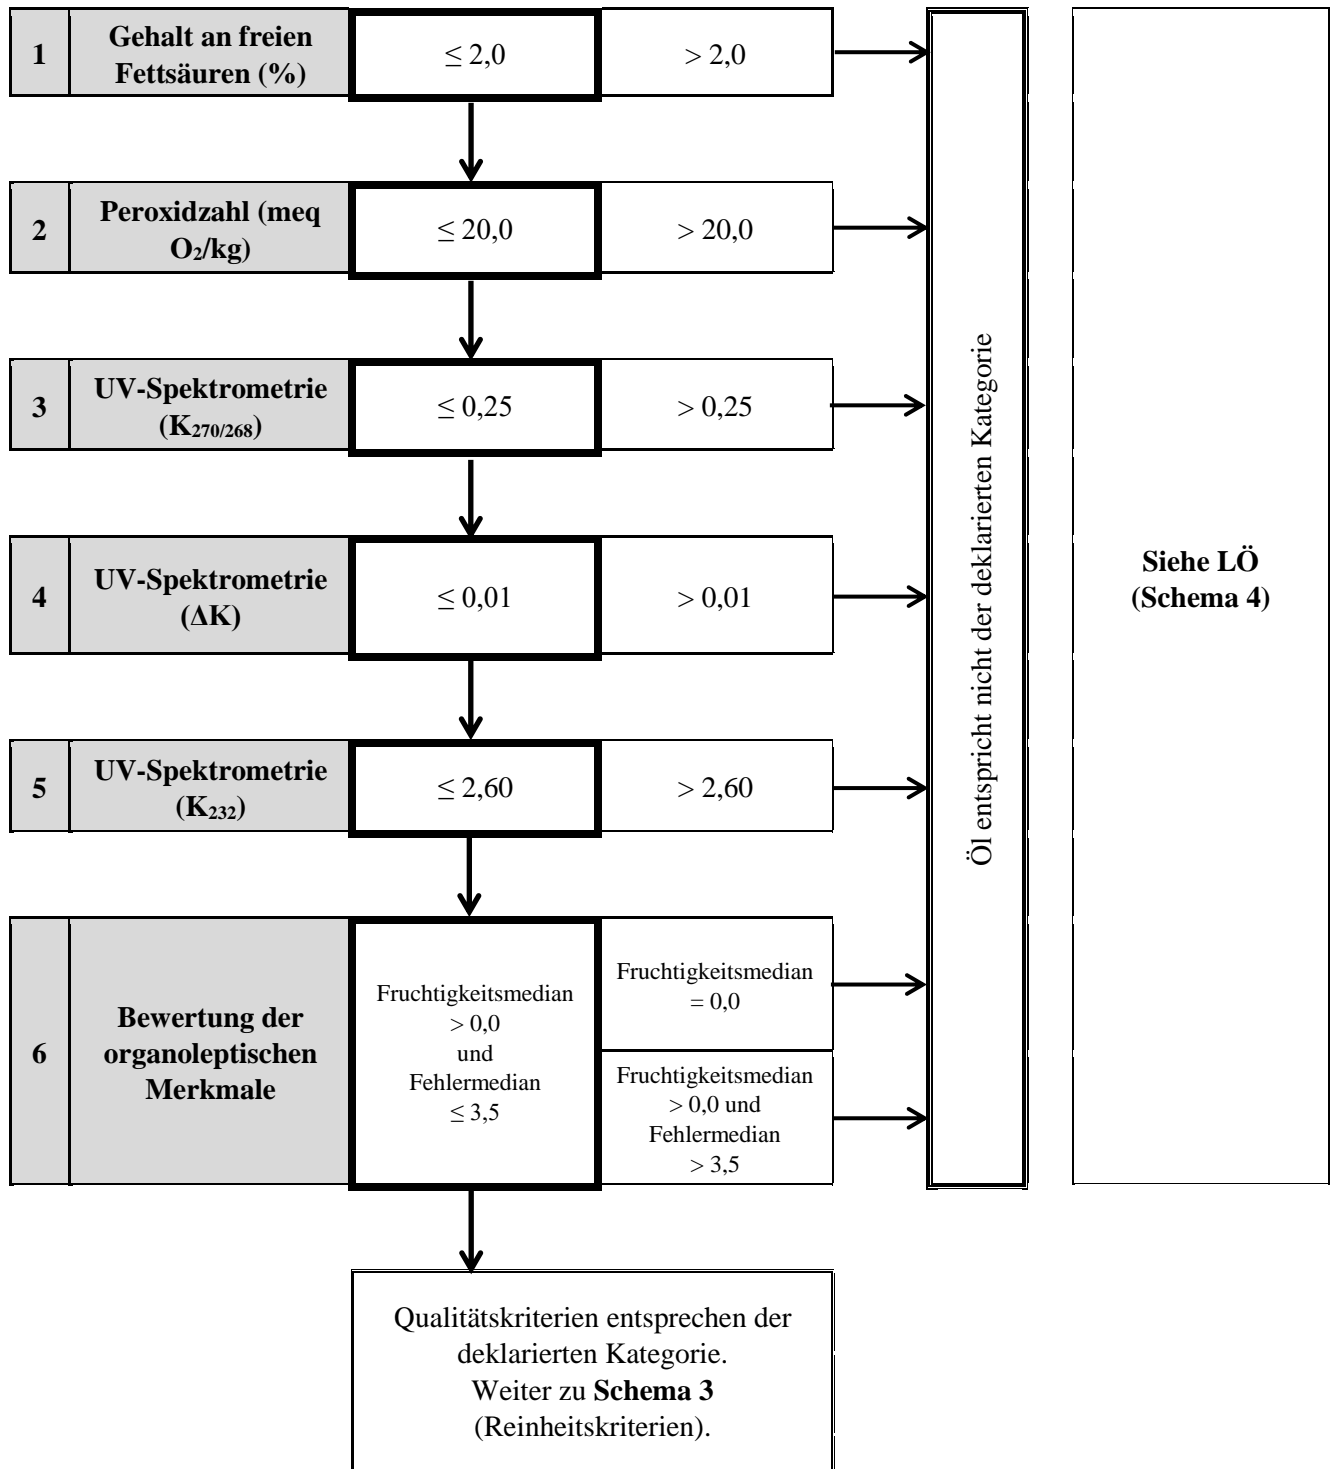 1
Gehalt an freien
Fettsäuren (%)
≤ 2,0
> 2,0
2
Peroxidzahl (meq
O₂/kg)
≤ 20,0
> 20,0
3
UV-Spektrometrie
(K₂₇₀/₂₆₈)
≤ 0,25
> 0,25
4
UV-Spektrometrie
(ΔK)
≤ 0,01
> 0,01
5
UV-Spektrometrie
(K₂₃₂)
≤ 2,60
> 2,60
6
Bewertung der
organoleptischen
Merkmale
Fruchtigkeitsmedian
> 0,0
und
Fehlermedian
≤ 3,5
Fruchtigkeitsmedian
= 0,0
Fruchtigkeitsmedian
> 0,0 und
Fehlermedian
> 3,5
Öl entspricht nicht der deklarierten Kategorie
Siehe LÖ
(Schema 4)
Qualitätskriterien entsprechen der
deklarierten Kategorie.
Weiter zu Schema 3
(Reinheitskriterien).